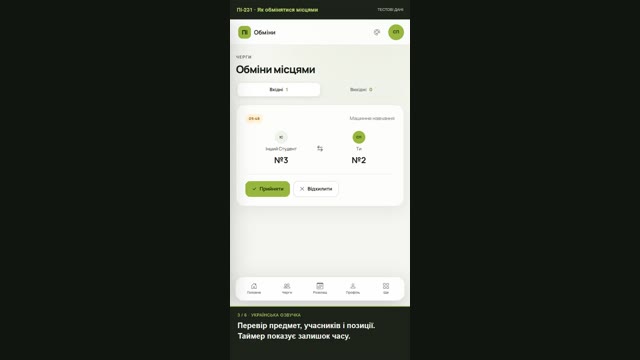 ПІ-231 · Як обмінятися місцями
ТЕСТОВІ ДАНІ
ПІ
Обміни
СП
ЧЕРГИ
Обміни місцями
Вхідні 1
Вихідні 0
Машинне навчання
Інший Студент
Ти
№3
№2
Прийняти
Відхилити
Головна
Черги
Розклад
Профіль
Ще
3 / 6 · УКРАЇНСЬКА ОЗВУЧКА
Перевір предмет, учасників і позиції.
Таймер показує залишок часу.